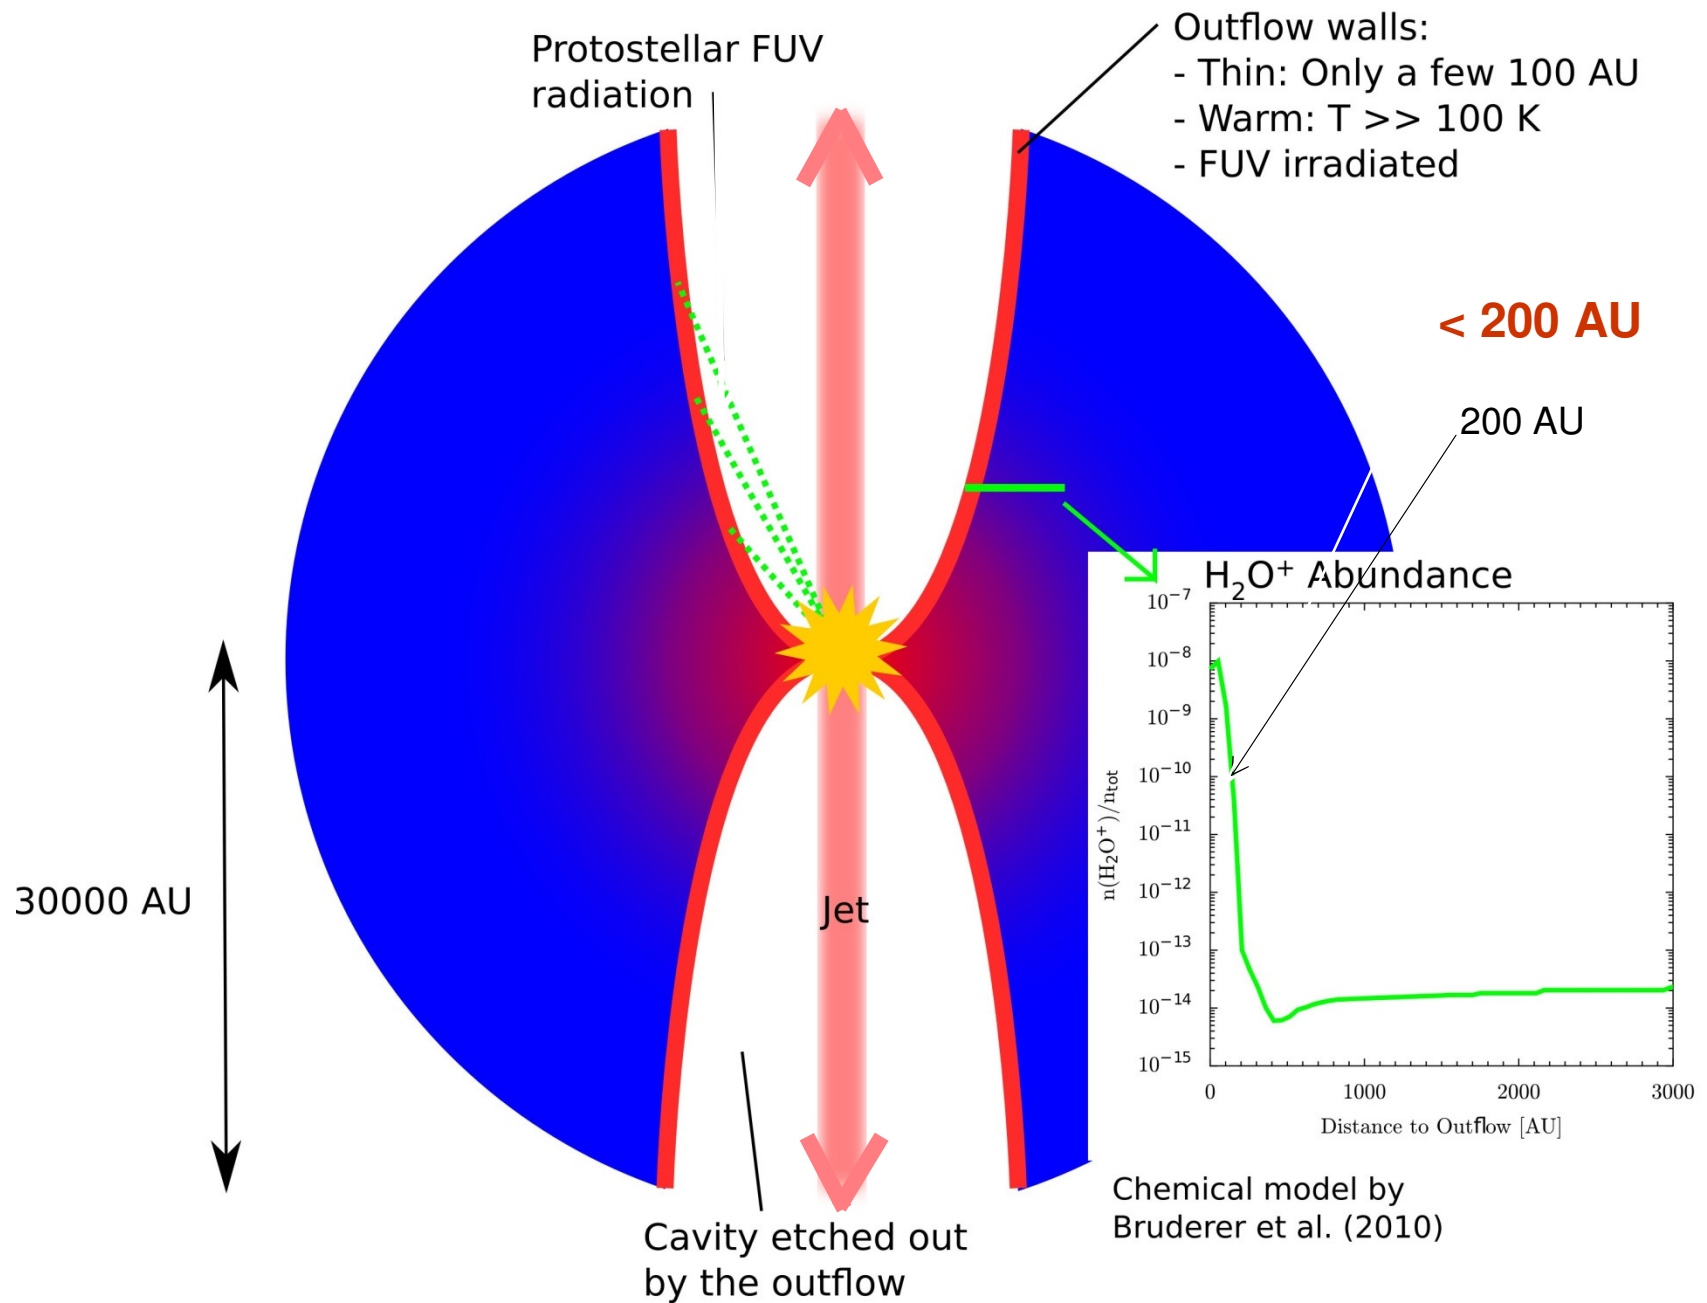 Protostellar FUV
radiation
Outflow walls:
- Thin: Only a few 100 AU
- Warm: T >> 100 K
- FUV irradiated
< 200 AU
200 AU
H₂O⁺ Abundance
10⁻⁷
10⁻⁸
10⁻⁹
10⁻¹⁰
10⁻¹¹
10⁻¹²
10⁻¹³
10⁻¹⁴
10⁻¹⁵
n(H₂O⁺)/nₜₒₜ
0 1000 2000 3000
Distance to Outflow [AU]
30000 AU
Jet
Chemical model by
Bruderer et al. (2010)
Cavity etched out
by the outflow